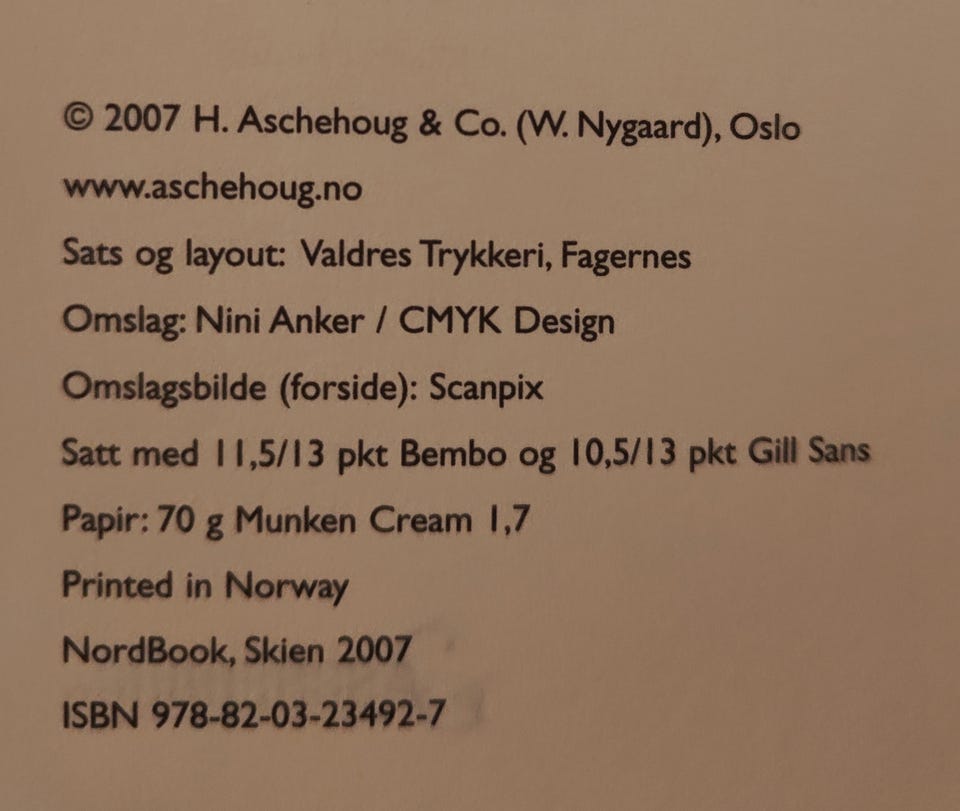 © 2007 H. Aschehoug & Co. (W. Nygaard), Oslo
www.aschehoug.no
Sats og layout: Valdres Trykkeri, Fagernes
Omslag: Nini Anker / CMYK Design
Omslagsbilde (forside): Scanpix
Satt med 11,5/13 pkt Bembo og 10,5/13 pkt Gill Sans
Papir: 70 g Munken Cream 1,7
Printed in Norway
NordBook, Skien 2007
ISBN 978-82-03-23492-7